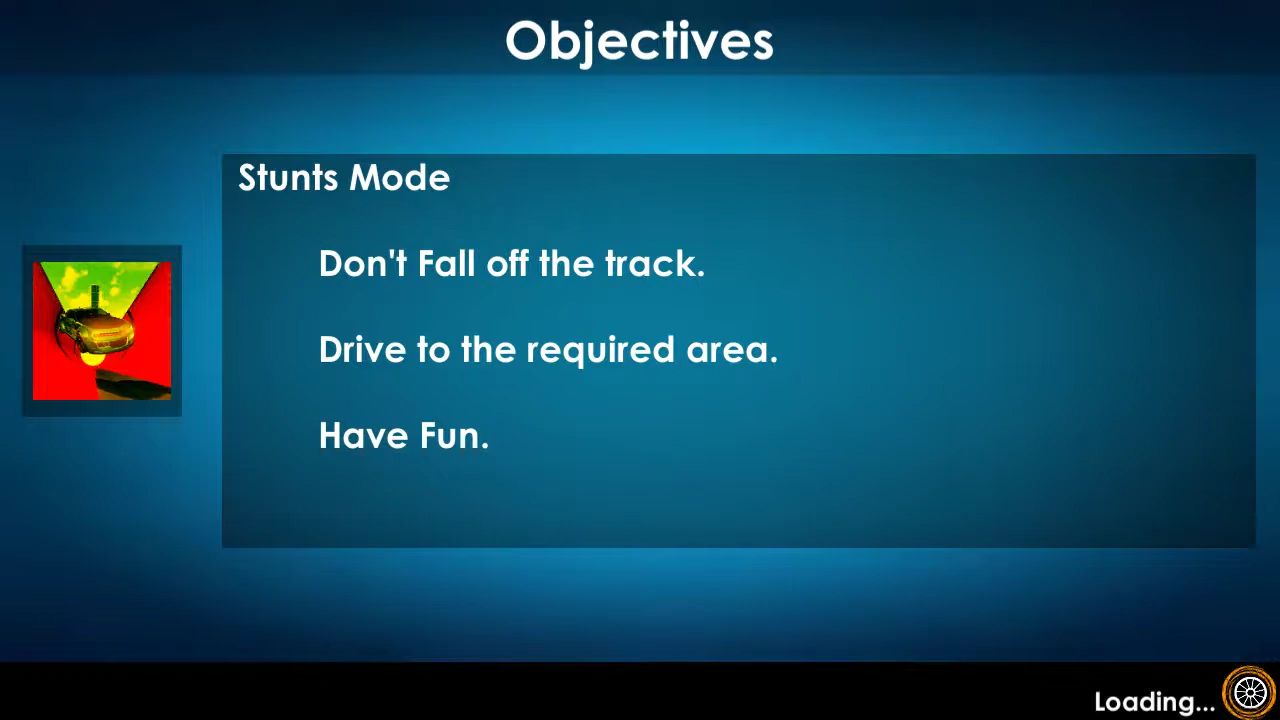 Objectives
Stunts Mode
Don't Fall off the track.
Drive to the required area.
Have Fun.
Loading...